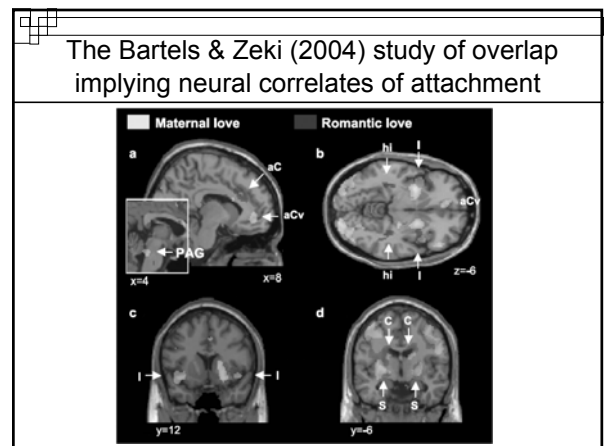 The Bartels & Zeki (2004) study of overlap
implying neural correlates of attachment
Maternal love Romantic love
a b
aC
aCv
PAG
x=4 x=8
hi I
aCv
hi I
z=-6
c d
I I
y=12
C C
S S
y=-6